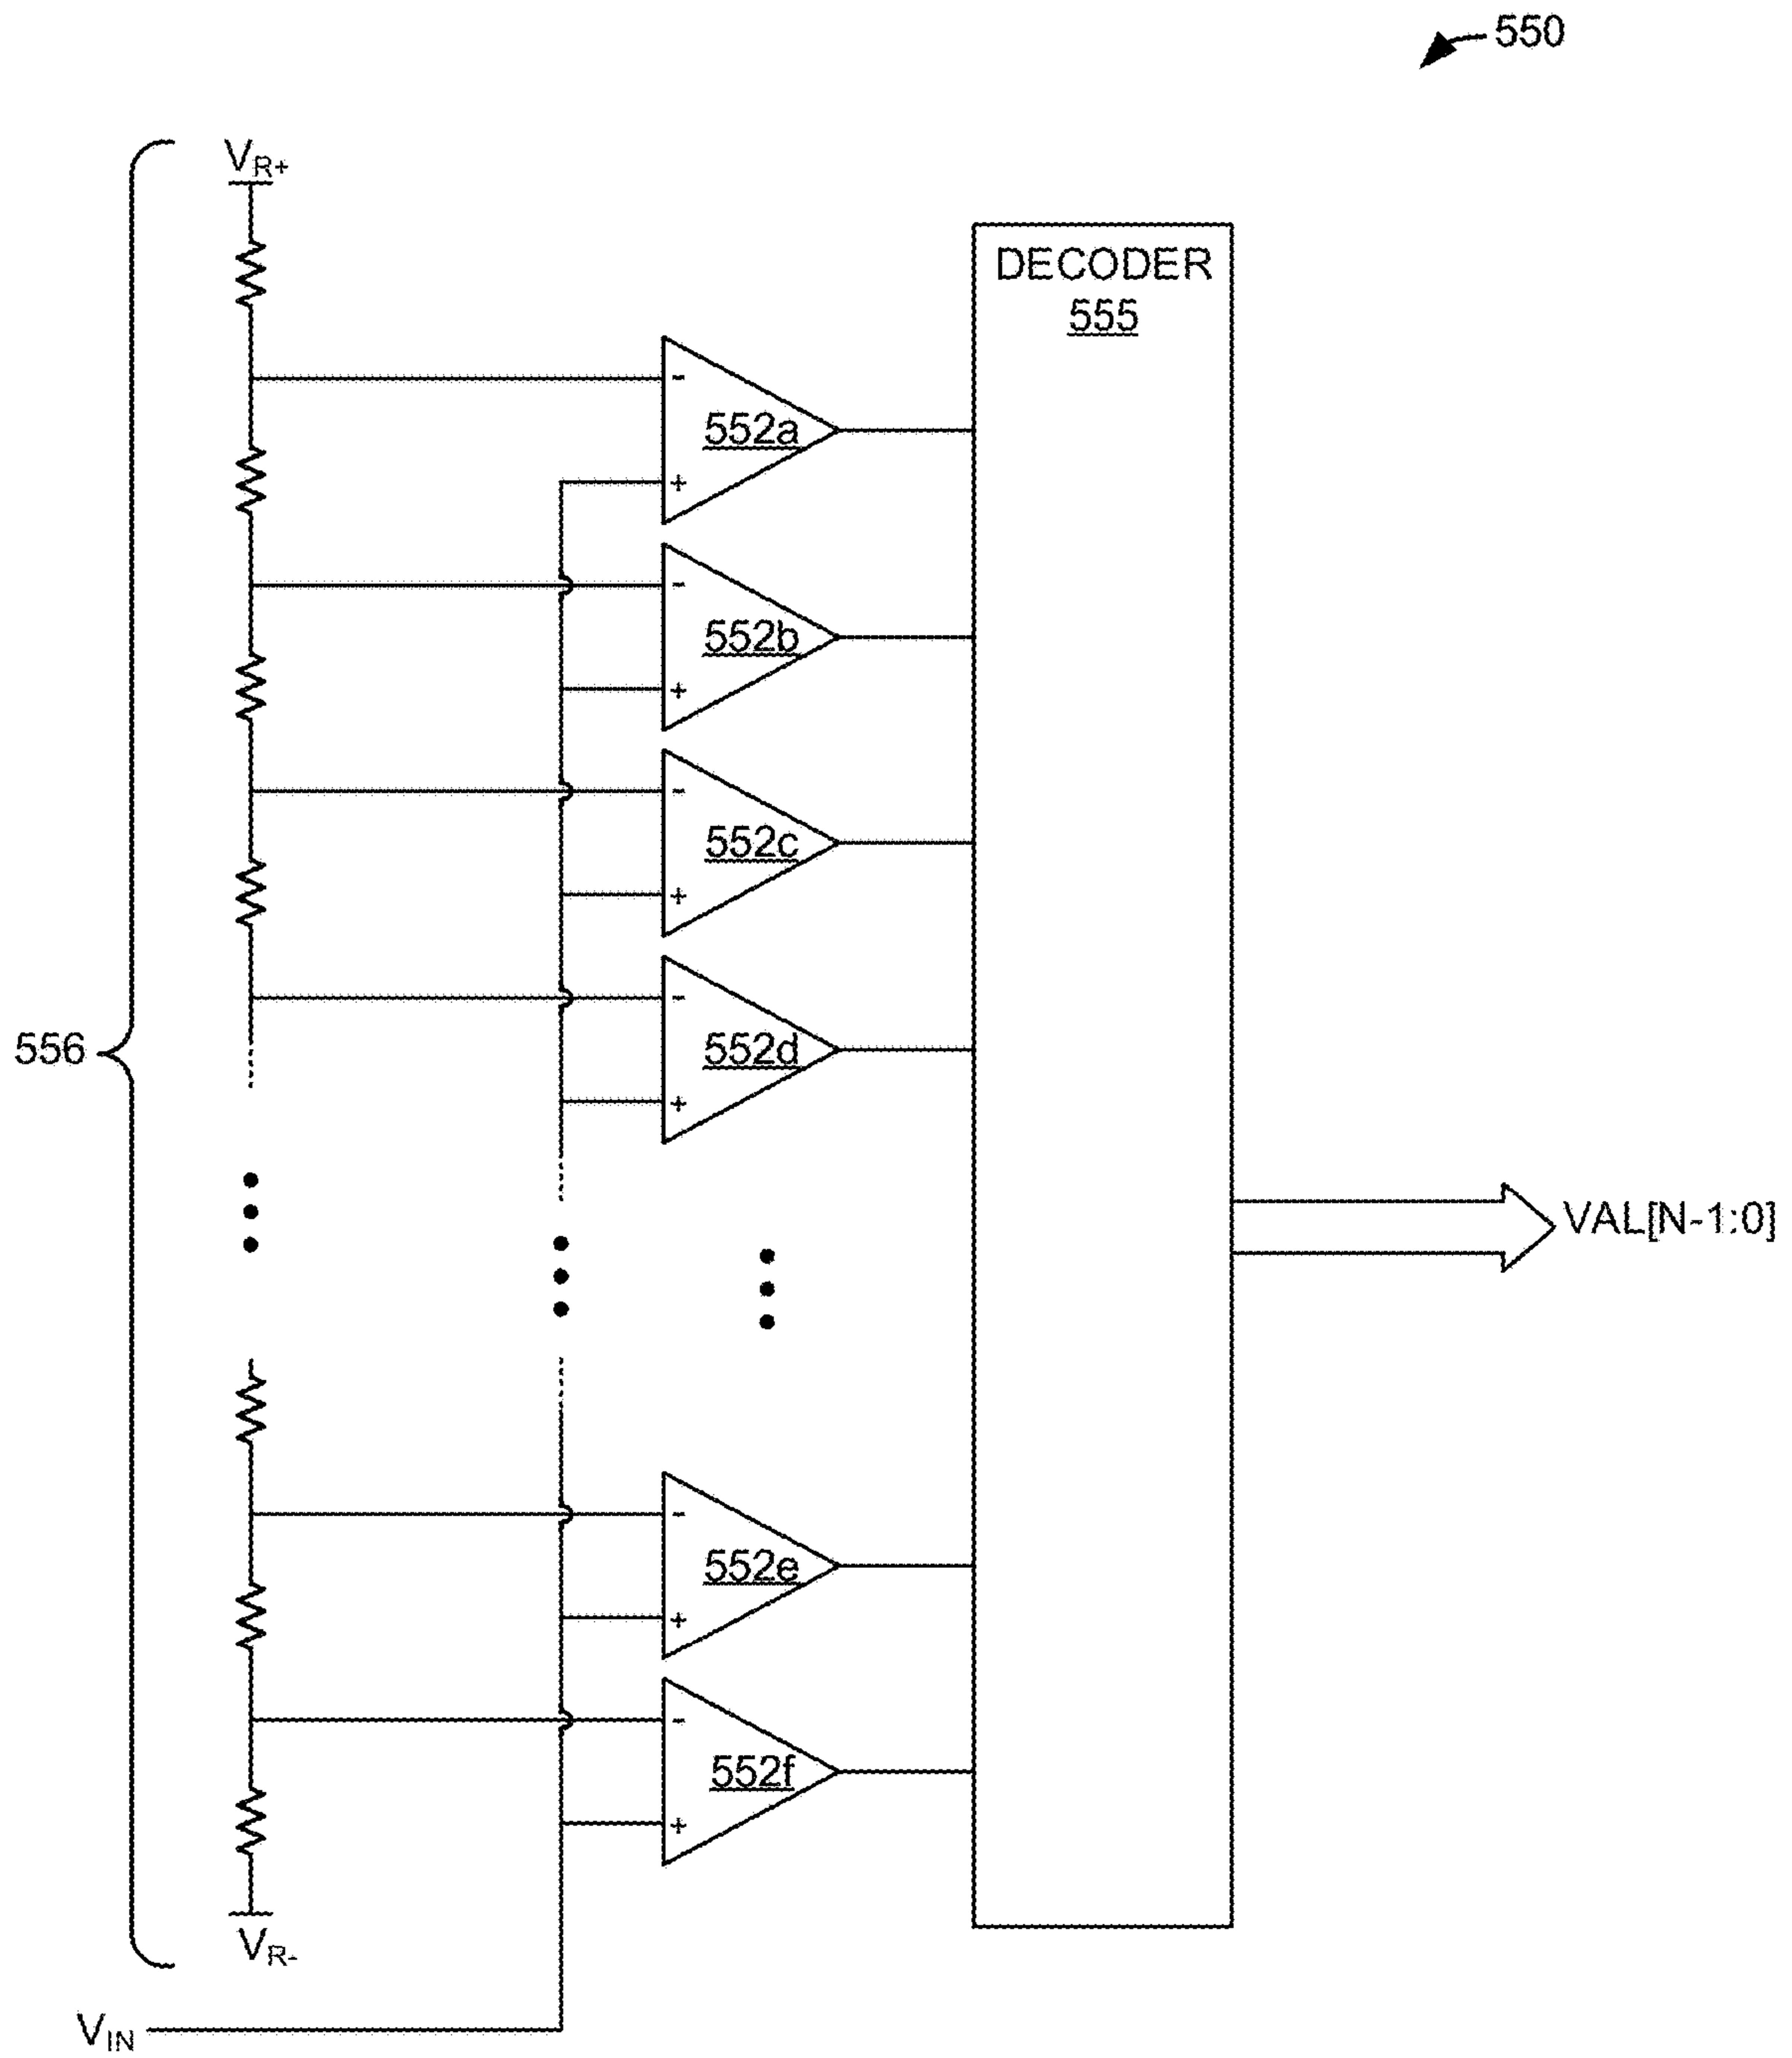 550
VR+
DECODER
555
-
552a
+
-
552b
+
-
552c
+
-
552d
+
556
VAL[N-1:0]
-
552e
+
-
552f
+
VR-
VIN